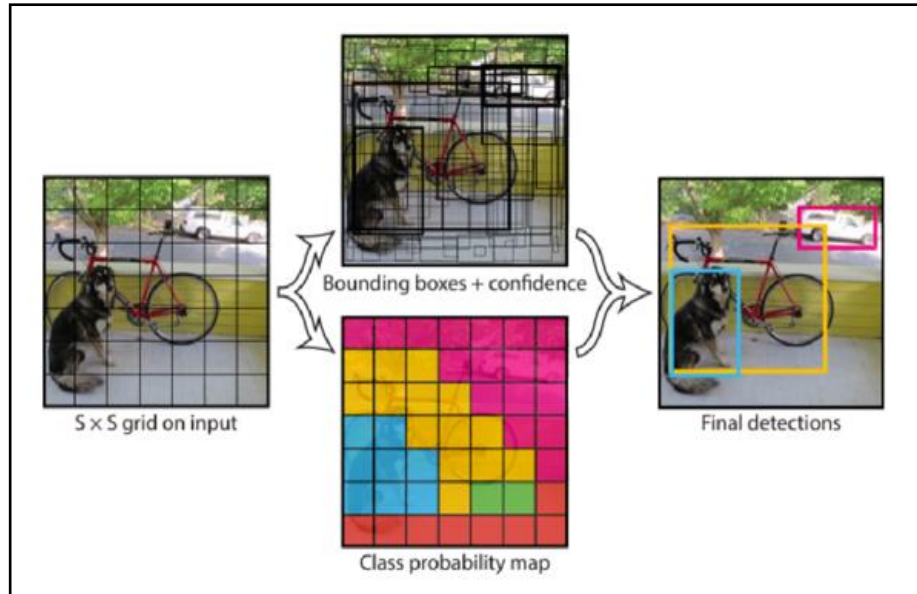 Bounding boxes + confidence
S × S grid on input
Final detections
Class probability map